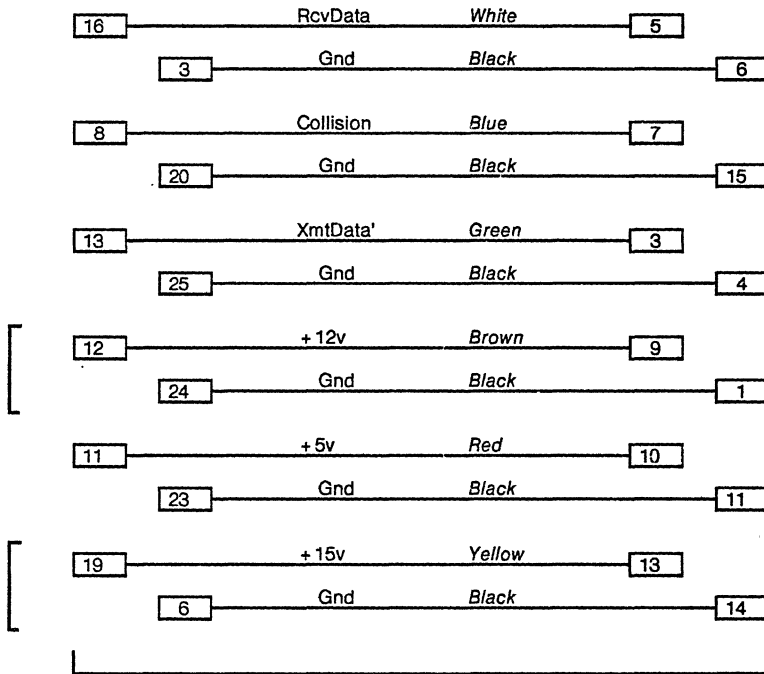 16 RcvData White 5
3 Gnd Black 6
8 Collision Blue 7
20 Gnd Black 15
13 XmtData' Green 3
25 Gnd Black 4
12 +12v Brown 9
24 Gnd Black 1
11 +5v Red 10
23 Gnd Black 11
19 +15v Yellow 13
6 Gnd Black 14